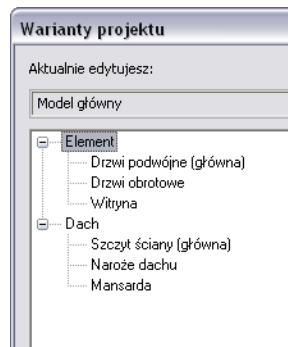 Warianty projektu
Aktualnie edytujesz:
Model główny
Element
Drzwi podwójne (główna)
Drzwi obrotowe
Witryna
Dach
Szczyt ściany (główna)
Naroże dachu
Mansarda